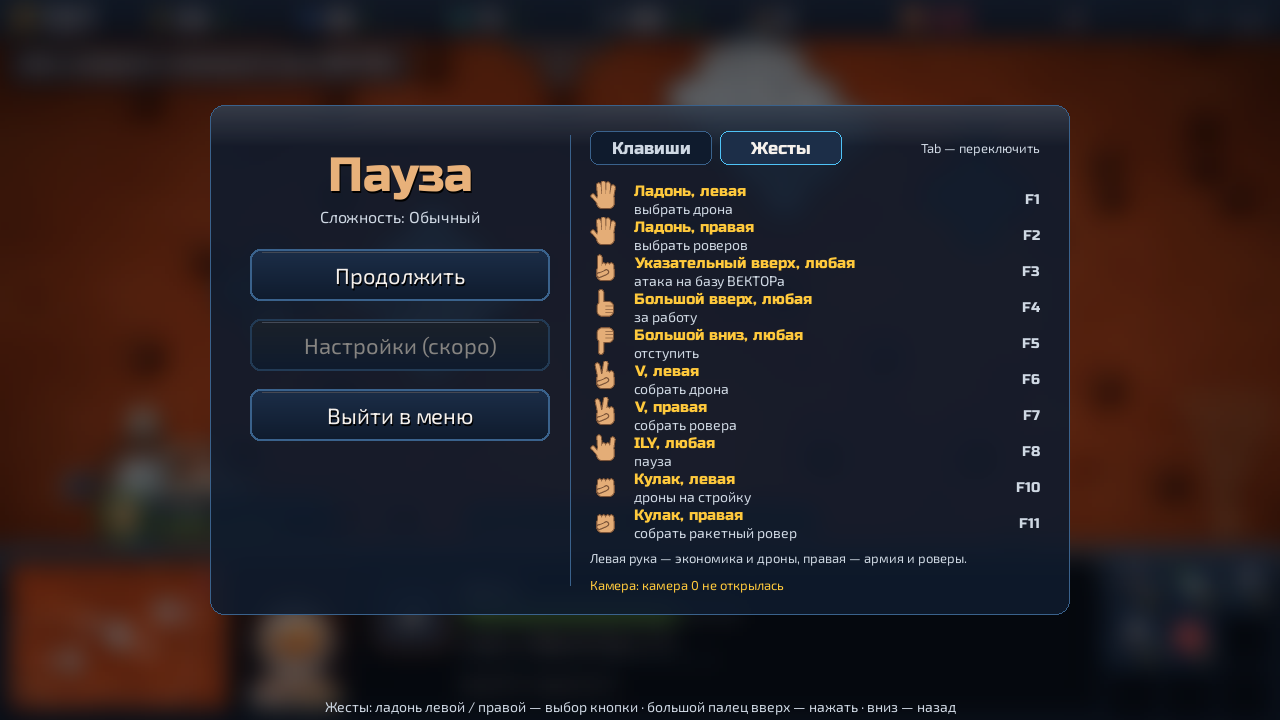 Пауза
Сложность: Обычный
Продолжить
Настройки (скоро)
Выйти в меню
Клавиши
Жесты
Tab — переключить
Ладонь, левая
выбрать дрона
F1
Ладонь, правая
выбрать роверов
F2
Указательный вверх, любая
атака на базу ВЕКТОРа
F3
Большой вверх, любая
за работу
F4
Большой вниз, любая
отступить
F5
V, левая
собрать дрона
F6
V, правая
собрать ровера
F7
ILY, любая
пауза
F8
Кулак, левая
дроны на стройку
F10
Кулак, правая
собрать ракетный ровер
F11
Левая рука — экономика и дроны, правая — армия и роверы.
Камера: камера 0 не открылась
Жесты: ладонь левой / правой — выбор кнопки · большой палец вверх — нажать · вниз — назад